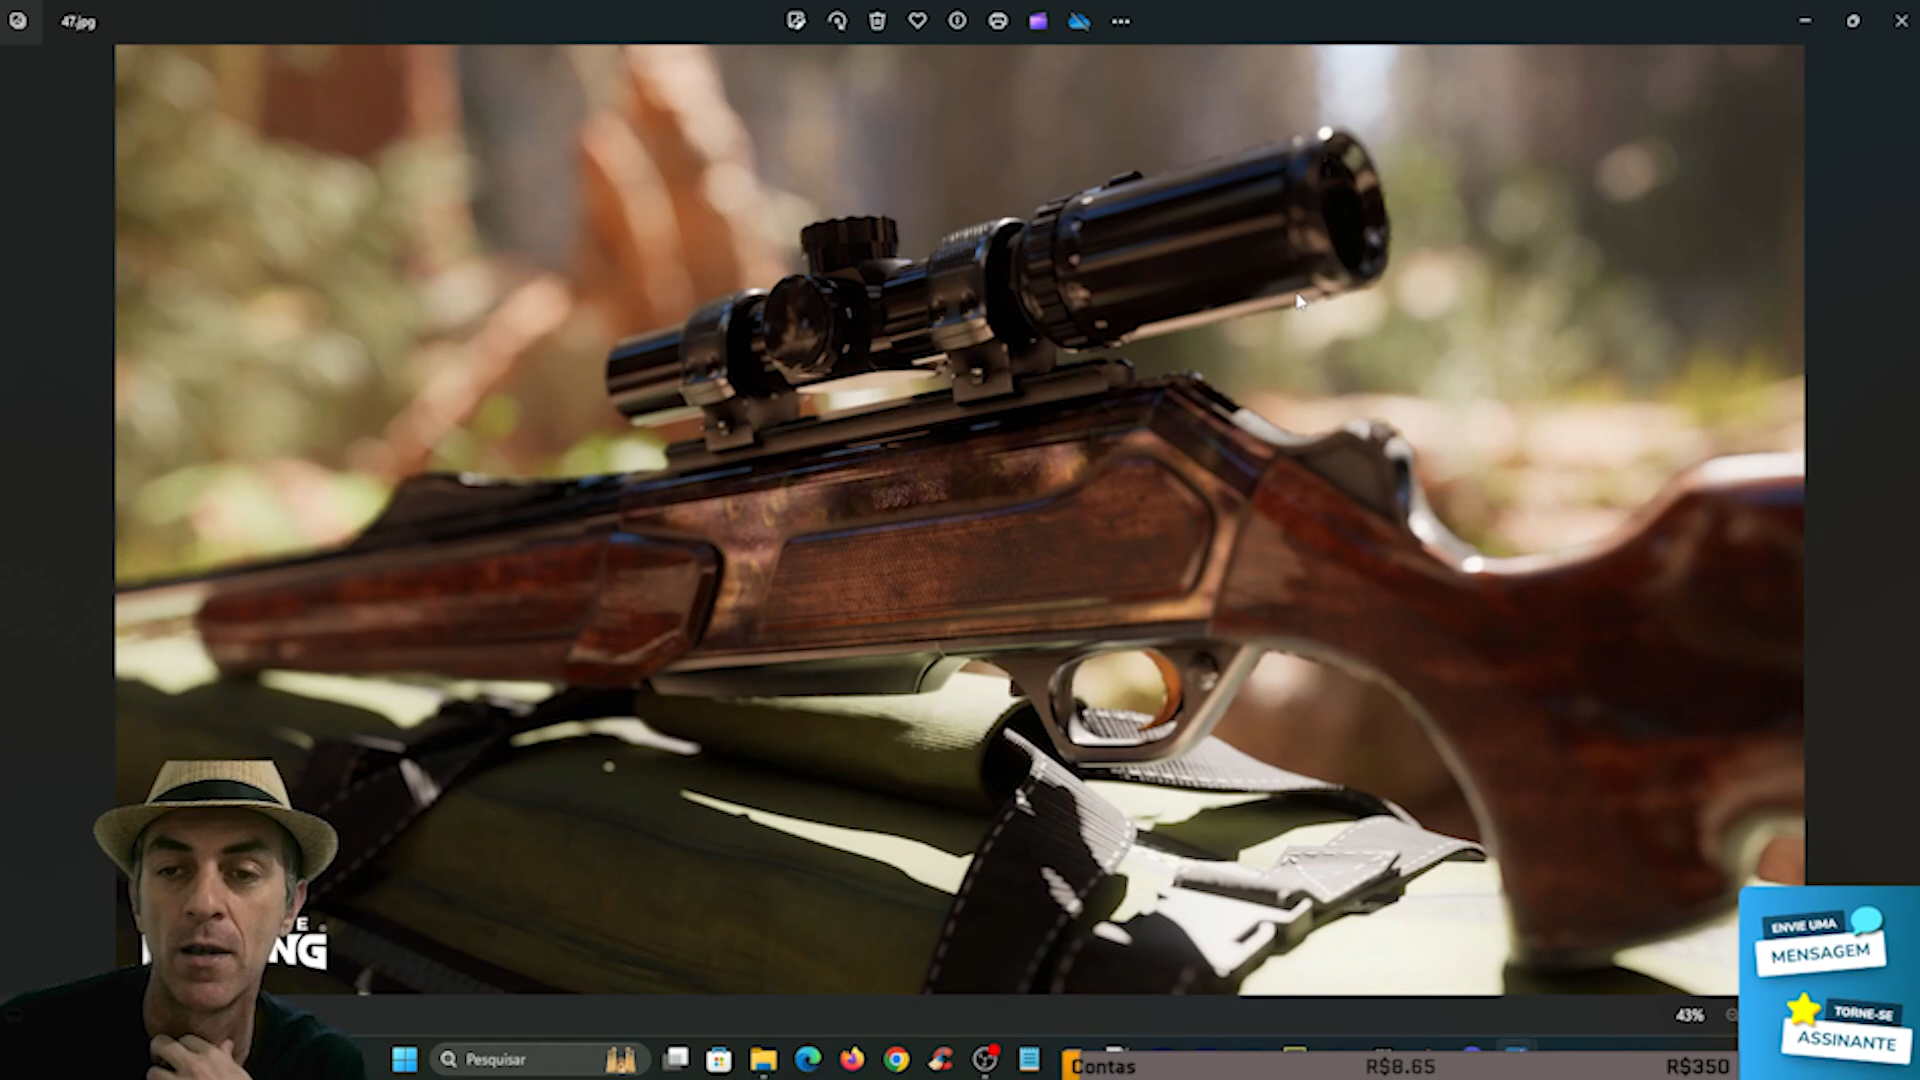 47.jpg
E
NG
43%
ENVIE UMA
MENSAGEM
TORNE-SE
ASSINANTE
Pesquisar
Contas R$8.65 R$350